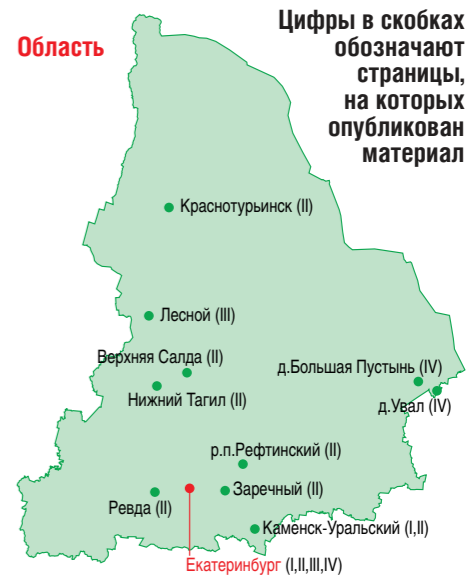 Область
Цифры в скобках
обозначают
страницы,
на которых
опубликован
материал
Краснотурьинск (II)
Лесной (III)
Верхняя Салда (II)
д.Большая Пустынь (IV)
Нижний Тагил (II)
д.Увал (IV)
р.п.Рефтинский (II)
Заречный (II)
Ревда (II)
Каменск-Уральский (I,II)
Екатеринбург (I,II,III,IV)